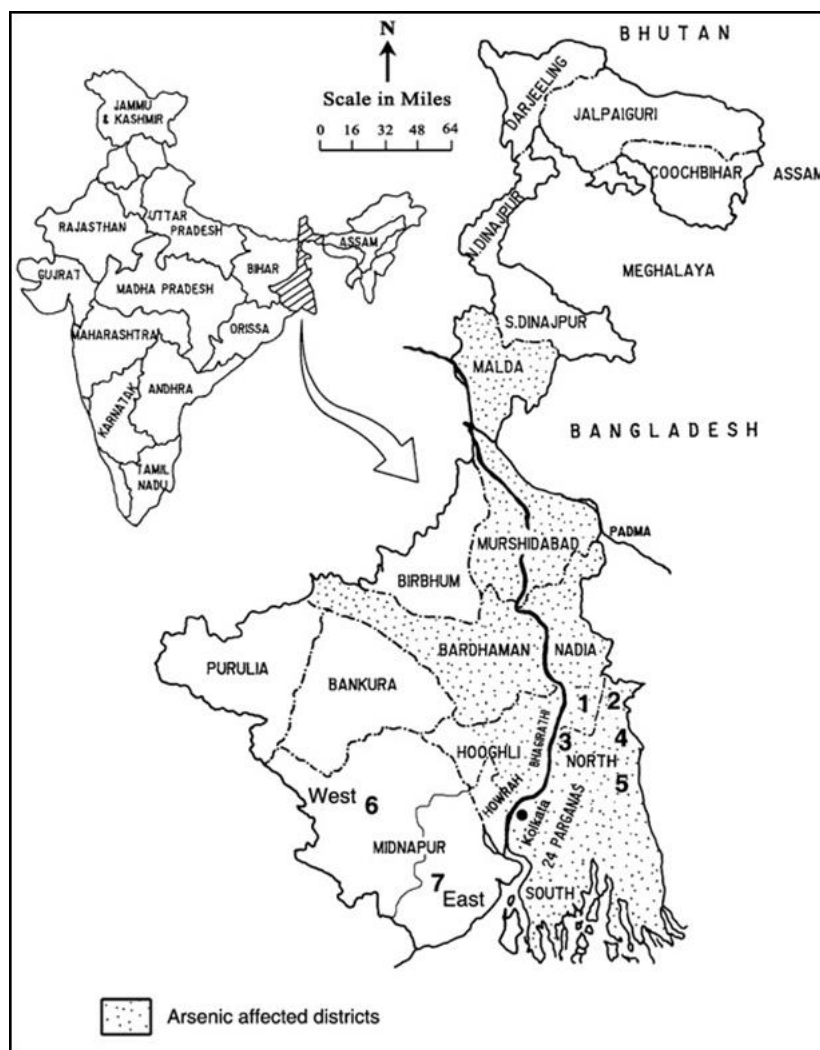 N
Scale in Miles
0 16 32 48 64
JAMMU
& KASHMIR
RAJASTHAN
UTTAR
PRADESH
GUJRAT
MADHA PRADESH
BIHAR
ASSAM
MAHARASHTRA
ORISSA
KARNATAK
ANDHRA
TAMIL
NADU
BHUTAN
DARJEELING
JALPAIGURI
COOCHBIHAR
ASSAM
N.DINAJPUR
MEGHALAYA
S.DINAJPUR
MALDA
BANGLADESH
MURSHIDABAD
PADMA
BIRBHUM
BARDHAMAN
NADIA
PURULIA
BANKURA
1
2
HOOGHLI
BHAGIRATHI
3
4
NORTH
5
HOWRAH
West 6
Kolkata
24 PARGANAS
MIDNAPUR
7
East
SOUTH
Arsenic affected districts